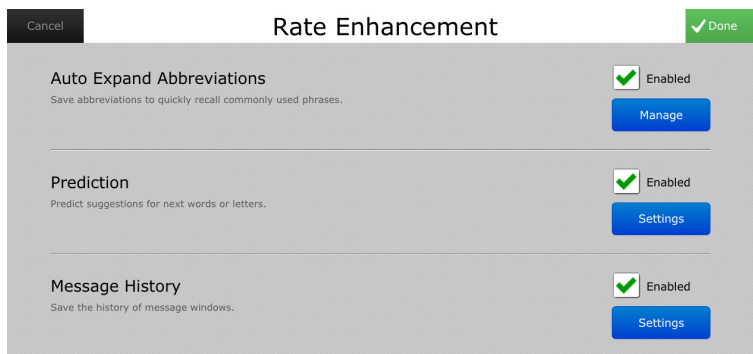 Cancel
Rate Enhancement
Done
Auto Expand Abbreviations
Enabled
Save abbreviations to quickly recall commonly used phrases.
Manage
Prediction
Enabled
Predict suggestions for next words or letters.
Settings
Message History
Enabled
Save the history of message windows.
Settings